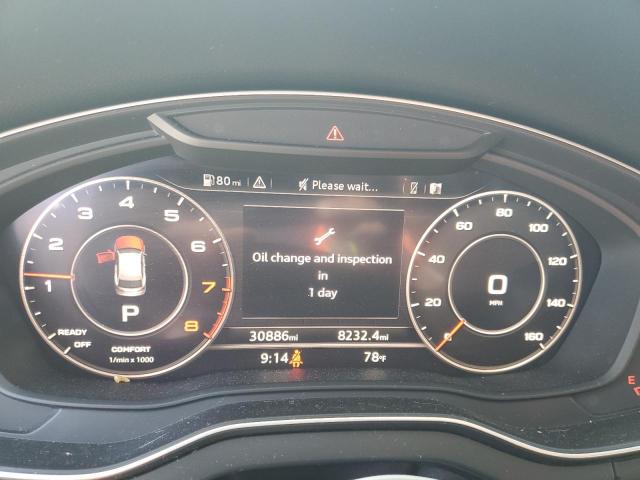 80 mi
Please wait...
Oil change and inspection
in
1 day
1
2
3
4
5
6
7
8
P
READY
OFF
COMFORT
1/min x 1000
0
20
40
60
80
100
120
140
160
0
MPH
30886mi
8232.4mi
9:14
78°F
E